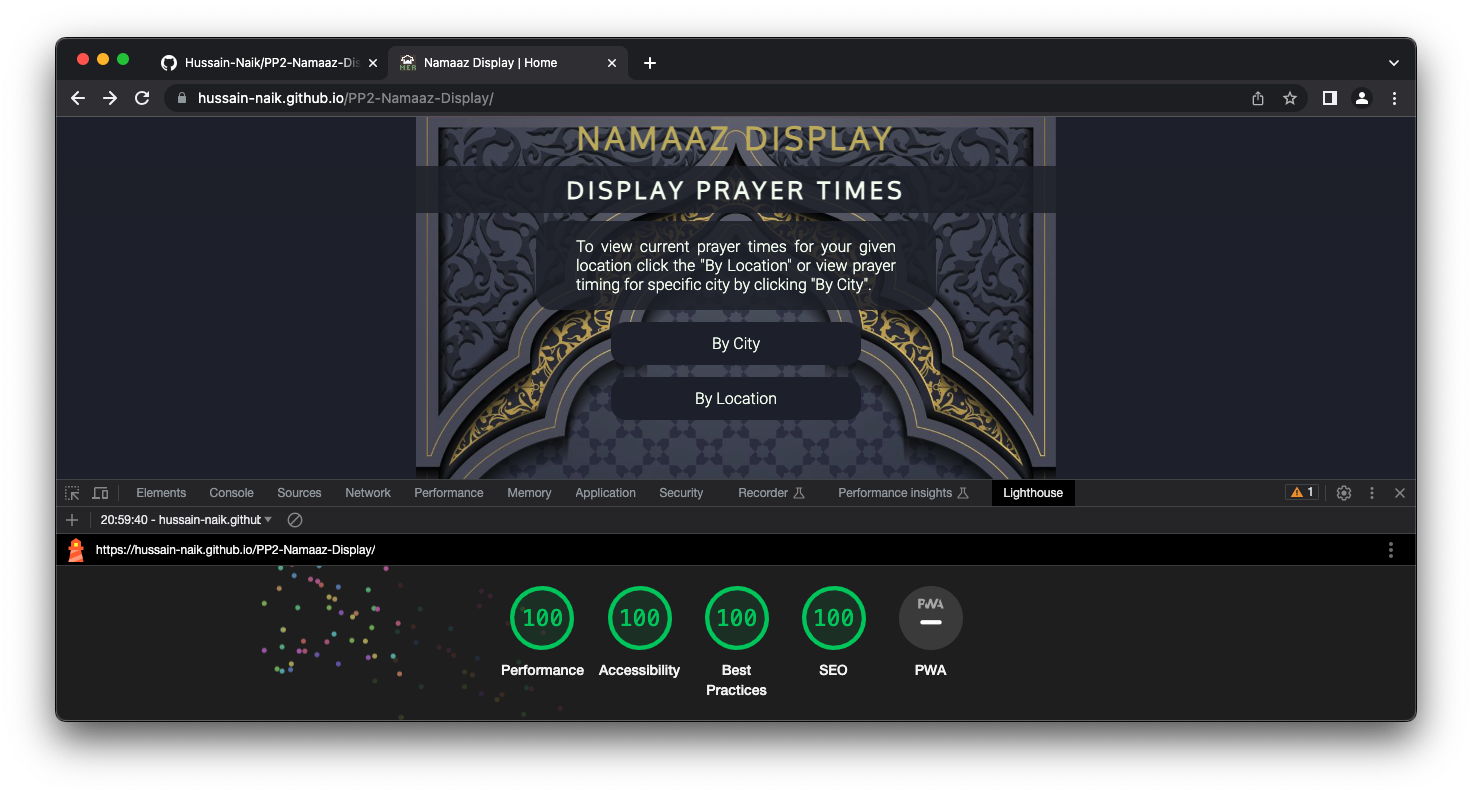 Hussain-Naik/PP2-Namaaz-Dis
Namaaz Display | Home
hussain-naik.github.io/PP2-Namaaz-Display/
NAMAAZ DISPLAY
DISPLAY PRAYER TIMES
To view current prayer times for your given
location click the "By Location" or view prayer
timing for specific city by clicking "By City".
By City
By Location
Elements Console Sources Network Performance Memory Application Security Recorder Performance insights Lighthouse 1
20:59:40 - hussain-naik.github
https://hussain-naik.github.io/PP2-Namaaz-Display/
100 100 100 100 PWA
Performance Accessibility Best Practices SEO PWA